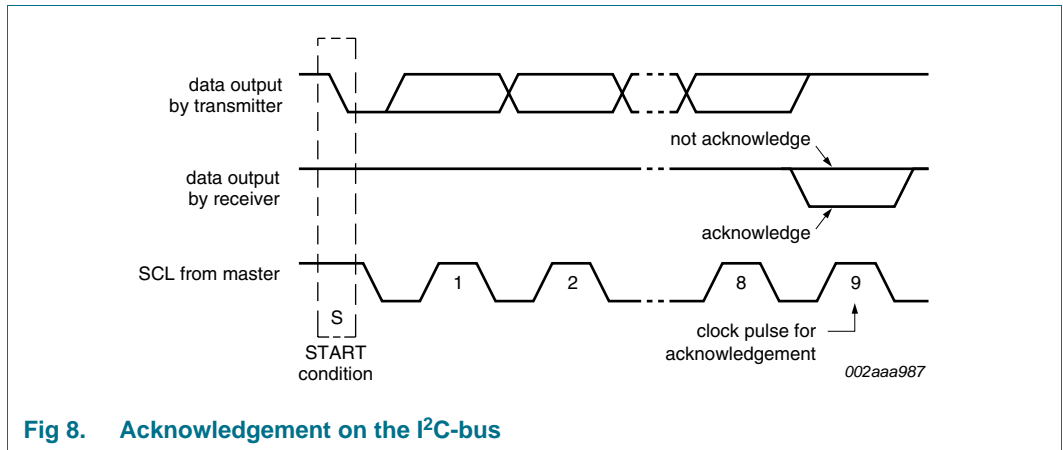 data output
by transmitter
not acknowledge
data output
by receiver
acknowledge
SCL from master
1
2
8
9
S
START
condition
clock pulse for
acknowledgement
002aaa987
Fig 8. Acknowledgement on the I²C-bus